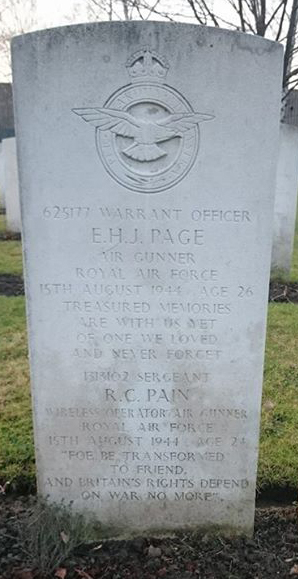 625177 WARRANT OFFICER
E.H.J. PAGE
AIR GUNNER
ROYAL AIR FORCE
15TH AUGUST 1944 AGE 26
TREASURED MEMORIES
ARE WITH US YET
OF ONE WE LOVED
AND NEVER FORGET
SERGEANT
R.C. PAIN
WIRELESS OPERATOR/AIR GUNNER
ROYAL AIR FORCE
15TH AUGUST 1944 AGE 24
"FOE BE TRANSFORMED
TO FRIEND,
AND BRITAIN'S RIGHTS DEPEND
ON WAR NO MORE".